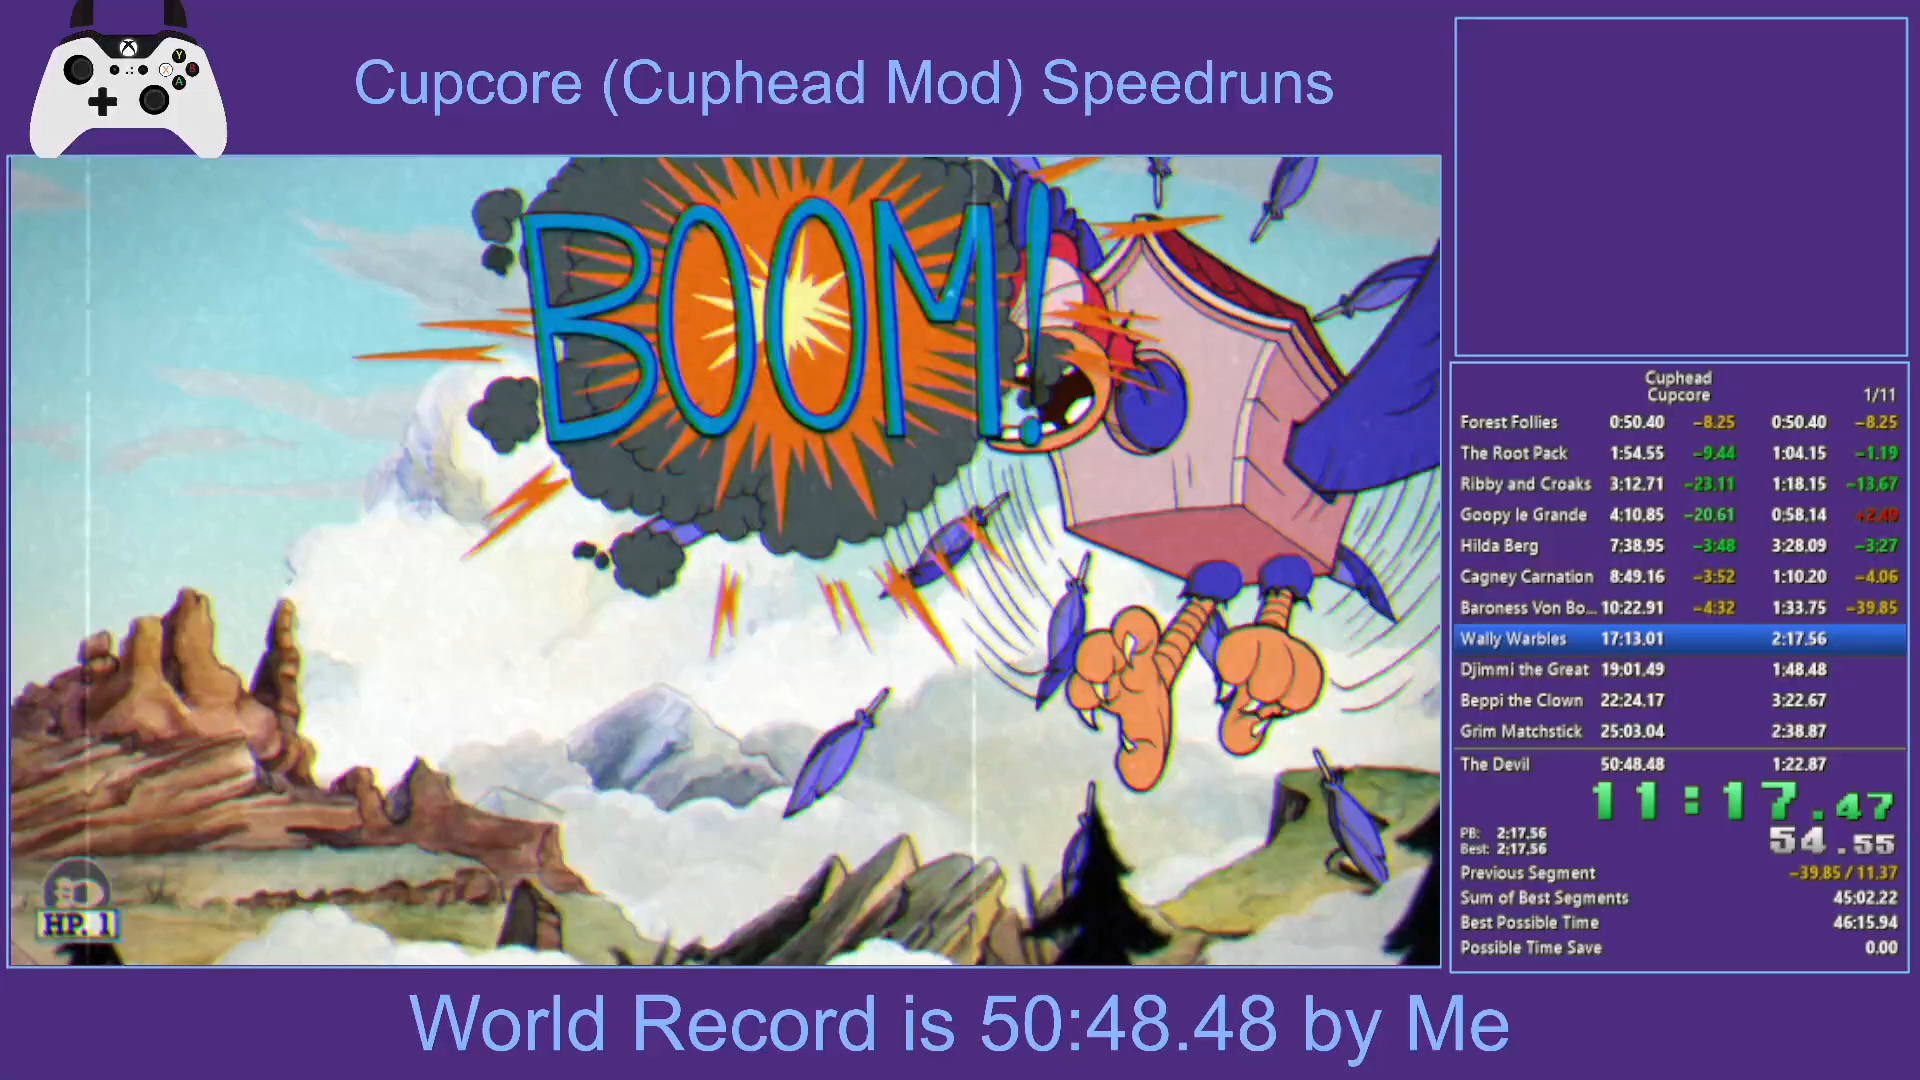 Cupcore (Cuphead Mod) Speedruns
X
Y
X B
A
BOOM!
HP. 1
Cuphead
Cupcore 1/11
Forest Follies 0:50.40 −8.25 0:50.40 −8.25
The Root Pack 1:54.55 −9.44 1:04.15 −1.19
Ribby and Croaks 3:12.71 −23.11 1:18.15 −13.67
Goopy le Grande 4:10.85 −20.61 0:58.14 +2.49
Hilda Berg 7:38.95 −3:48 3:28.09 −3:27
Cagney Carnation 8:49.16 −3:52 1:10.20 −4.06
Baroness Von Bo... 10:22.91 −4:32 1:33.75 −39.85
Wally Warbles 17:13.01 2:17.56
Djimmi the Great 19:01.49 1:48.48
Beppi the Clown 22:24.17 3:22.67
Grim Matchstick 25:03.04 2:38.87
The Devil 50:48.48 1:22.87
11:17.47
PB: 2:17.56
Best: 2:17.56
54.55
Previous Segment −39.85 / 11.37
Sum of Best Segments 45:02.22
Best Possible Time 46:15.94
Possible Time Save 0.00
World Record is 50:48.48 by Me